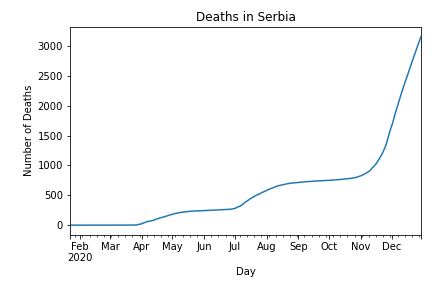 Deaths in Serbia
3000
2500
2000
1500
1000
500
0
Number of Deaths
Feb Mar Apr May Jun Jul Aug Sep Oct Nov Dec
2020
Day